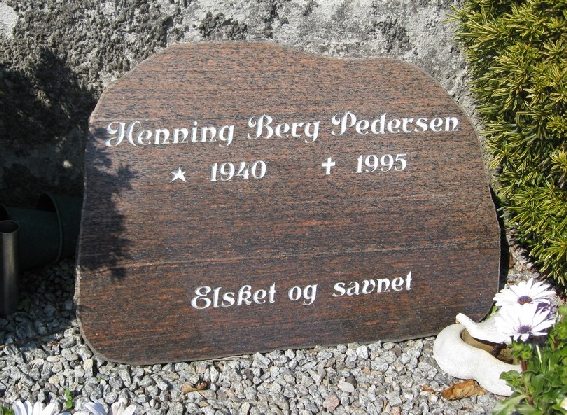 Henning Berg Pedersen
★ 1940 ✝ 1995
Elsket og savnet